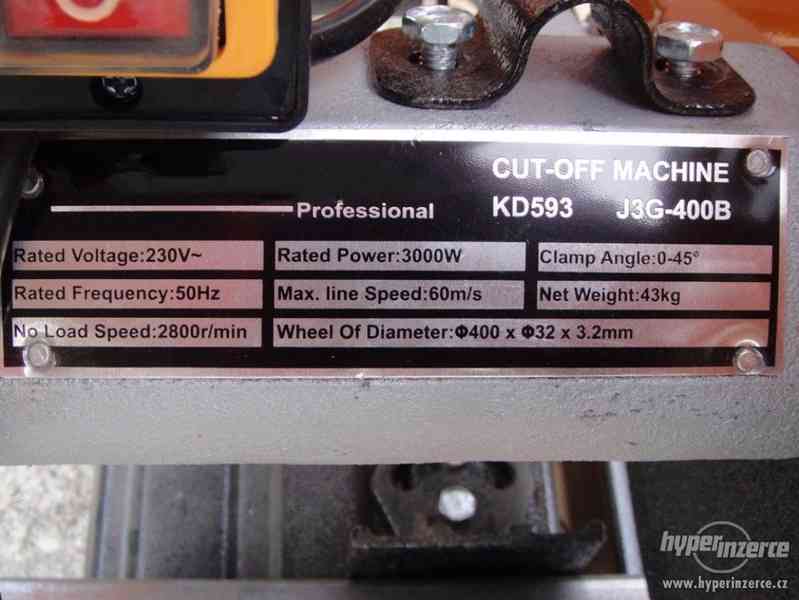 CUT-OFF MACHINE
Professional KD593 J3G-400B
Rated Voltage:230V~ Rated Power:3000W Clamp Angle:0-45°
Rated Frequency:50Hz Max. line Speed:60m/s Net Weight:43kg
No Load Speed:2800r/min Wheel Of Diameter:Φ400 x Φ32 x 3.2mm
hyperinzerce
www.hyperinzerce.cz